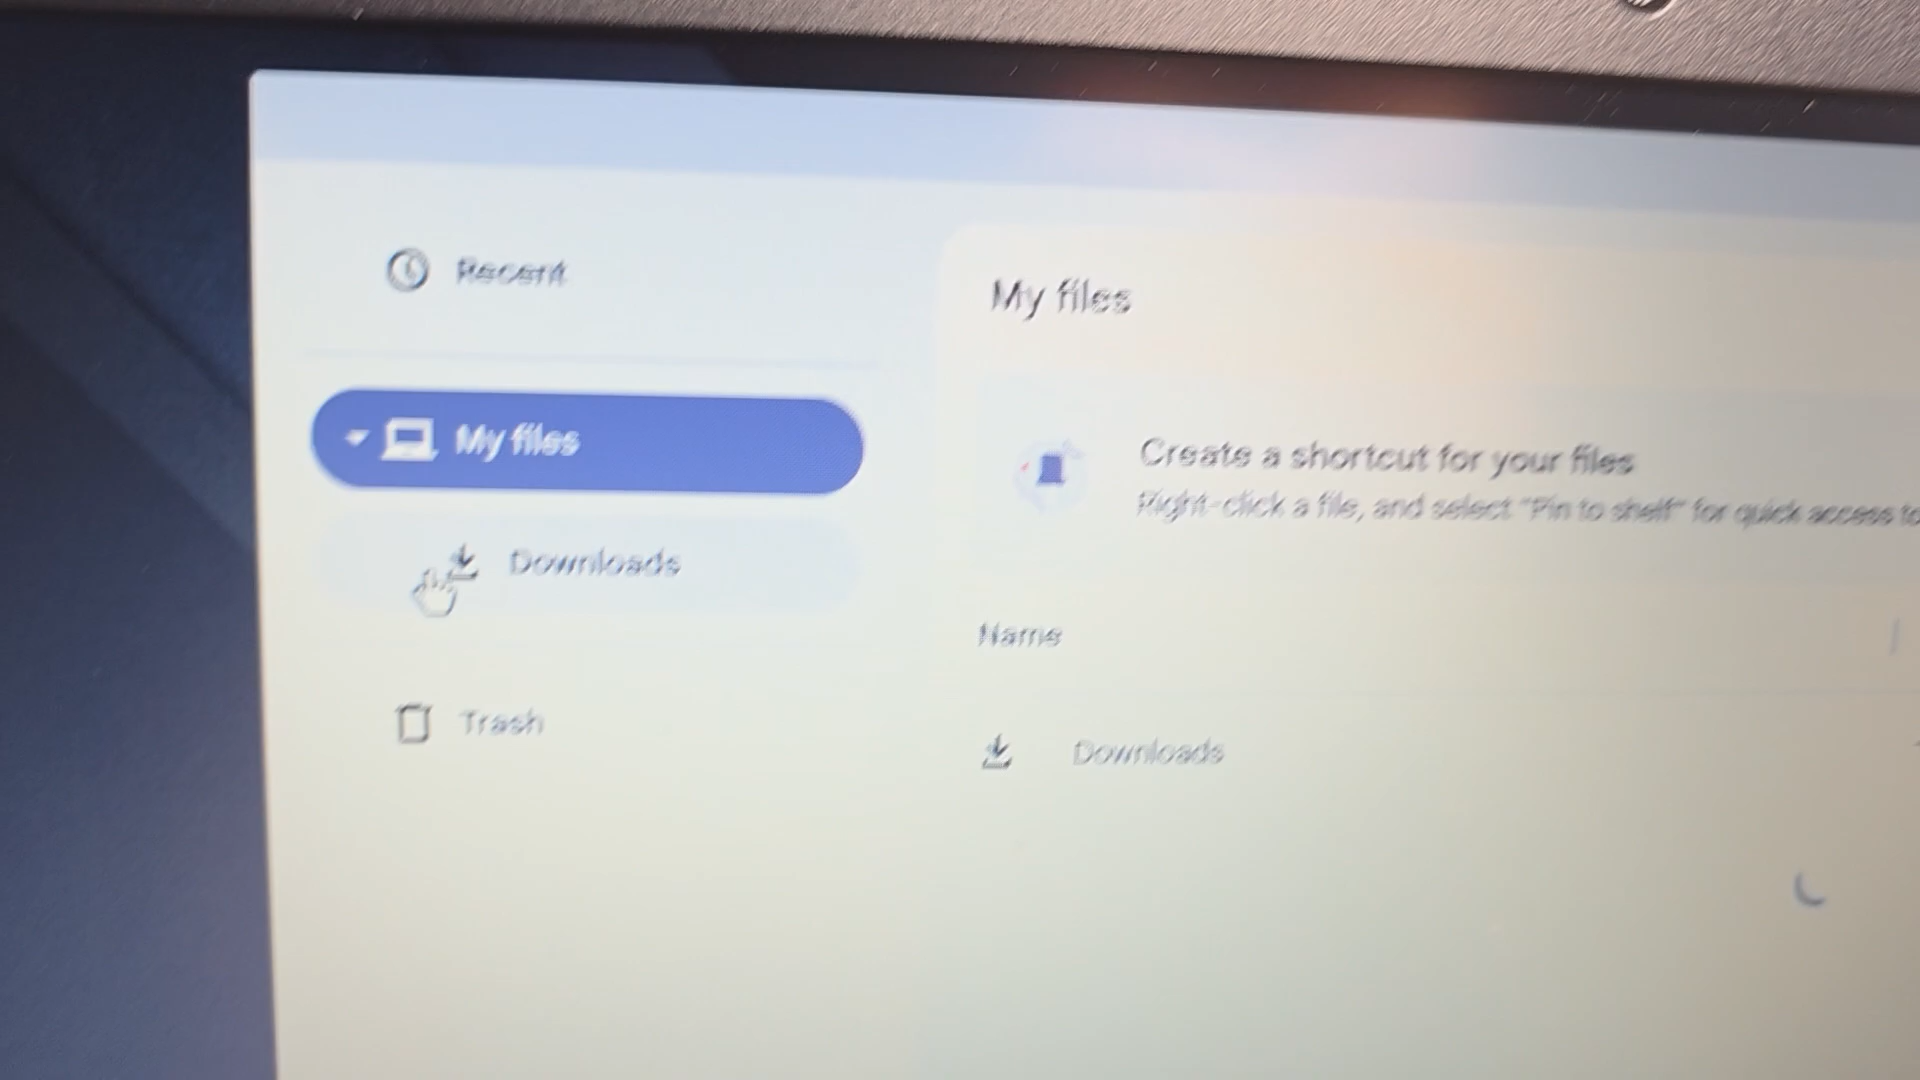 Recent
My files
Downloads
Trash
My files
Create a shortcut for your files
Right-click a file, and select "Pin to shelf" for quick access to
Name
Downloads